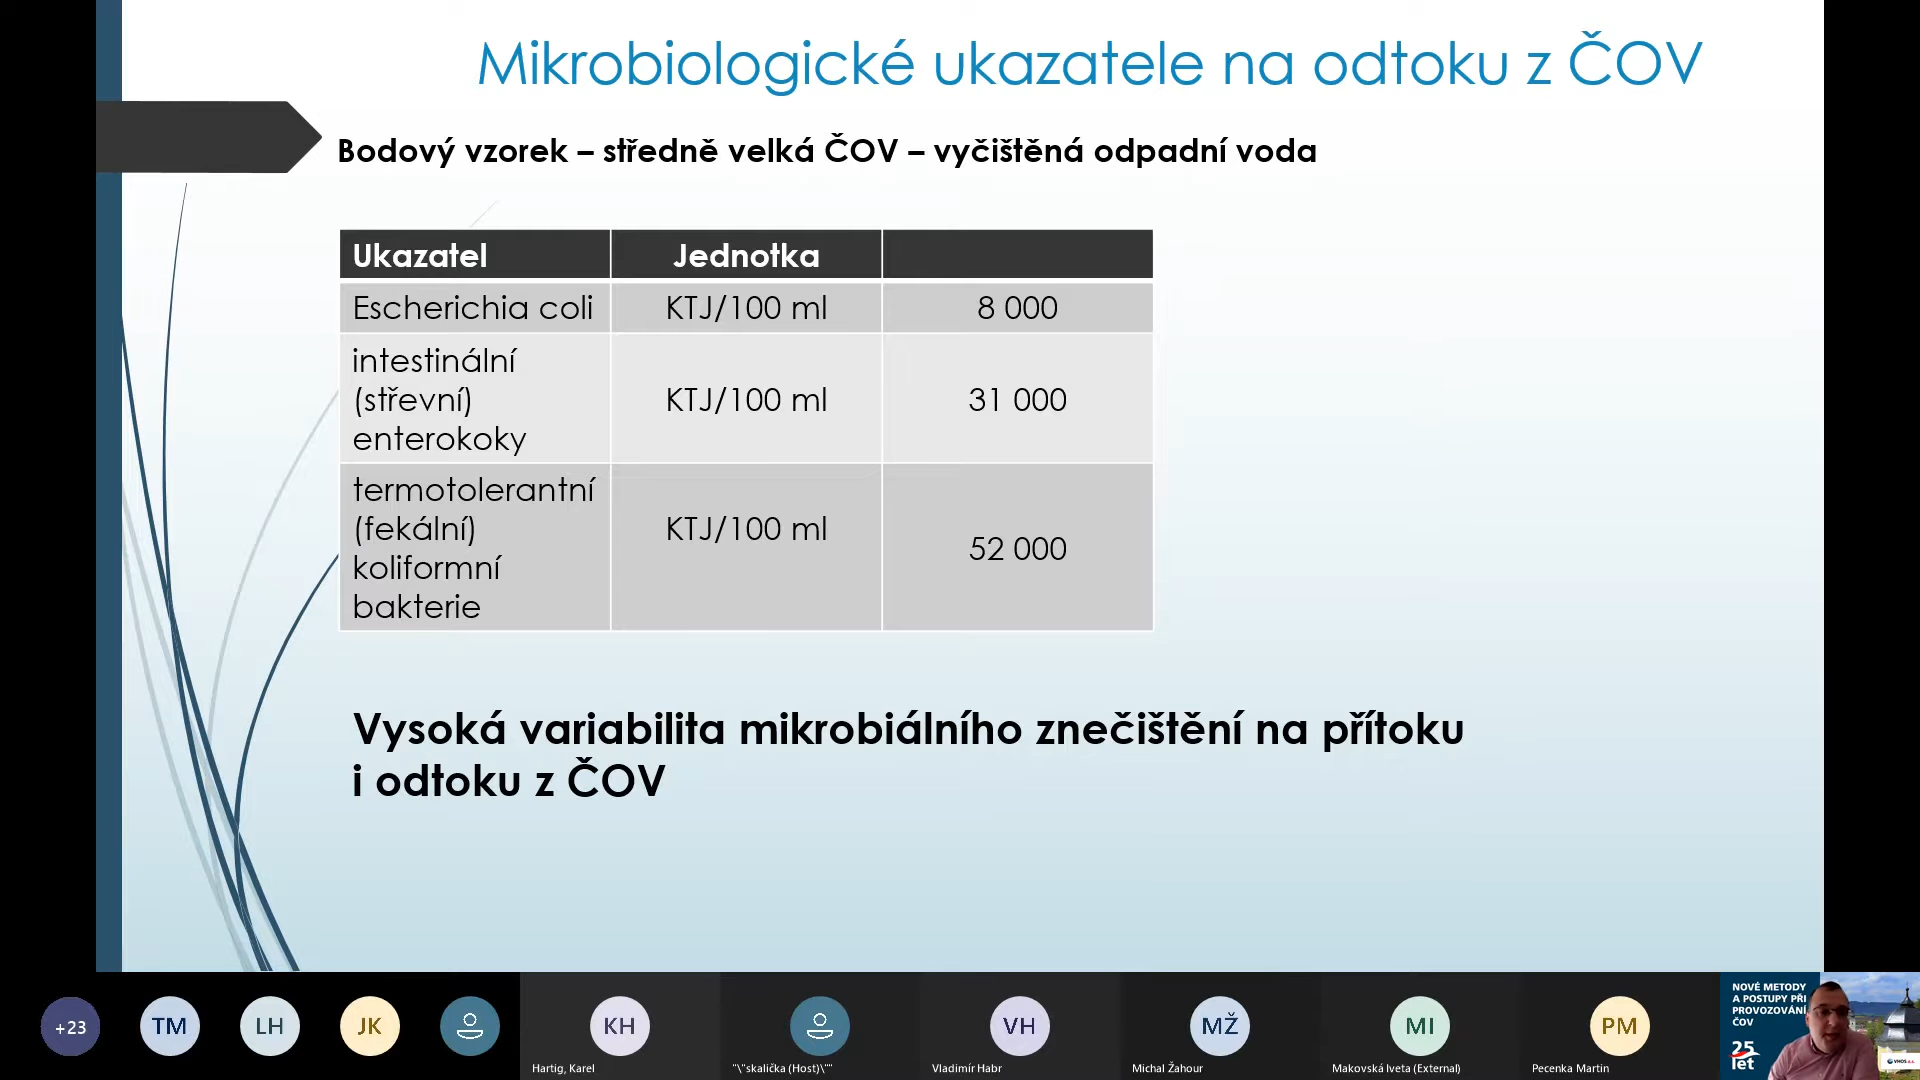 Mikrobiologické ukazatele na odtoku z ČOV
Bodový vzorek – středně velká ČOV – vyčištěná odpadní voda
Ukazatel Jednotka
Escherichia coli KTJ/100 ml 8 000
intestinální
(střevní)
enterokoky
KTJ/100 ml 31 000
termotolerantní
(fekální)
koliformní
bakterie
KTJ/100 ml
52 000
Vysoká variabilita mikrobiálního znečištění na přítoku
i odtoku z ČOV
+23 TM LH JK KH VH MŽ MI PM
Hartig, Karel "\"skalička (Host)\"" Vladimír Habr Michal Žahour Makovská Iveta (External) Pecenka Martin
NOVÉ METODY
A POSTUPY PŘI
PROVOZOVÁNÍ
ČOV
25
let
VHOS a.s.